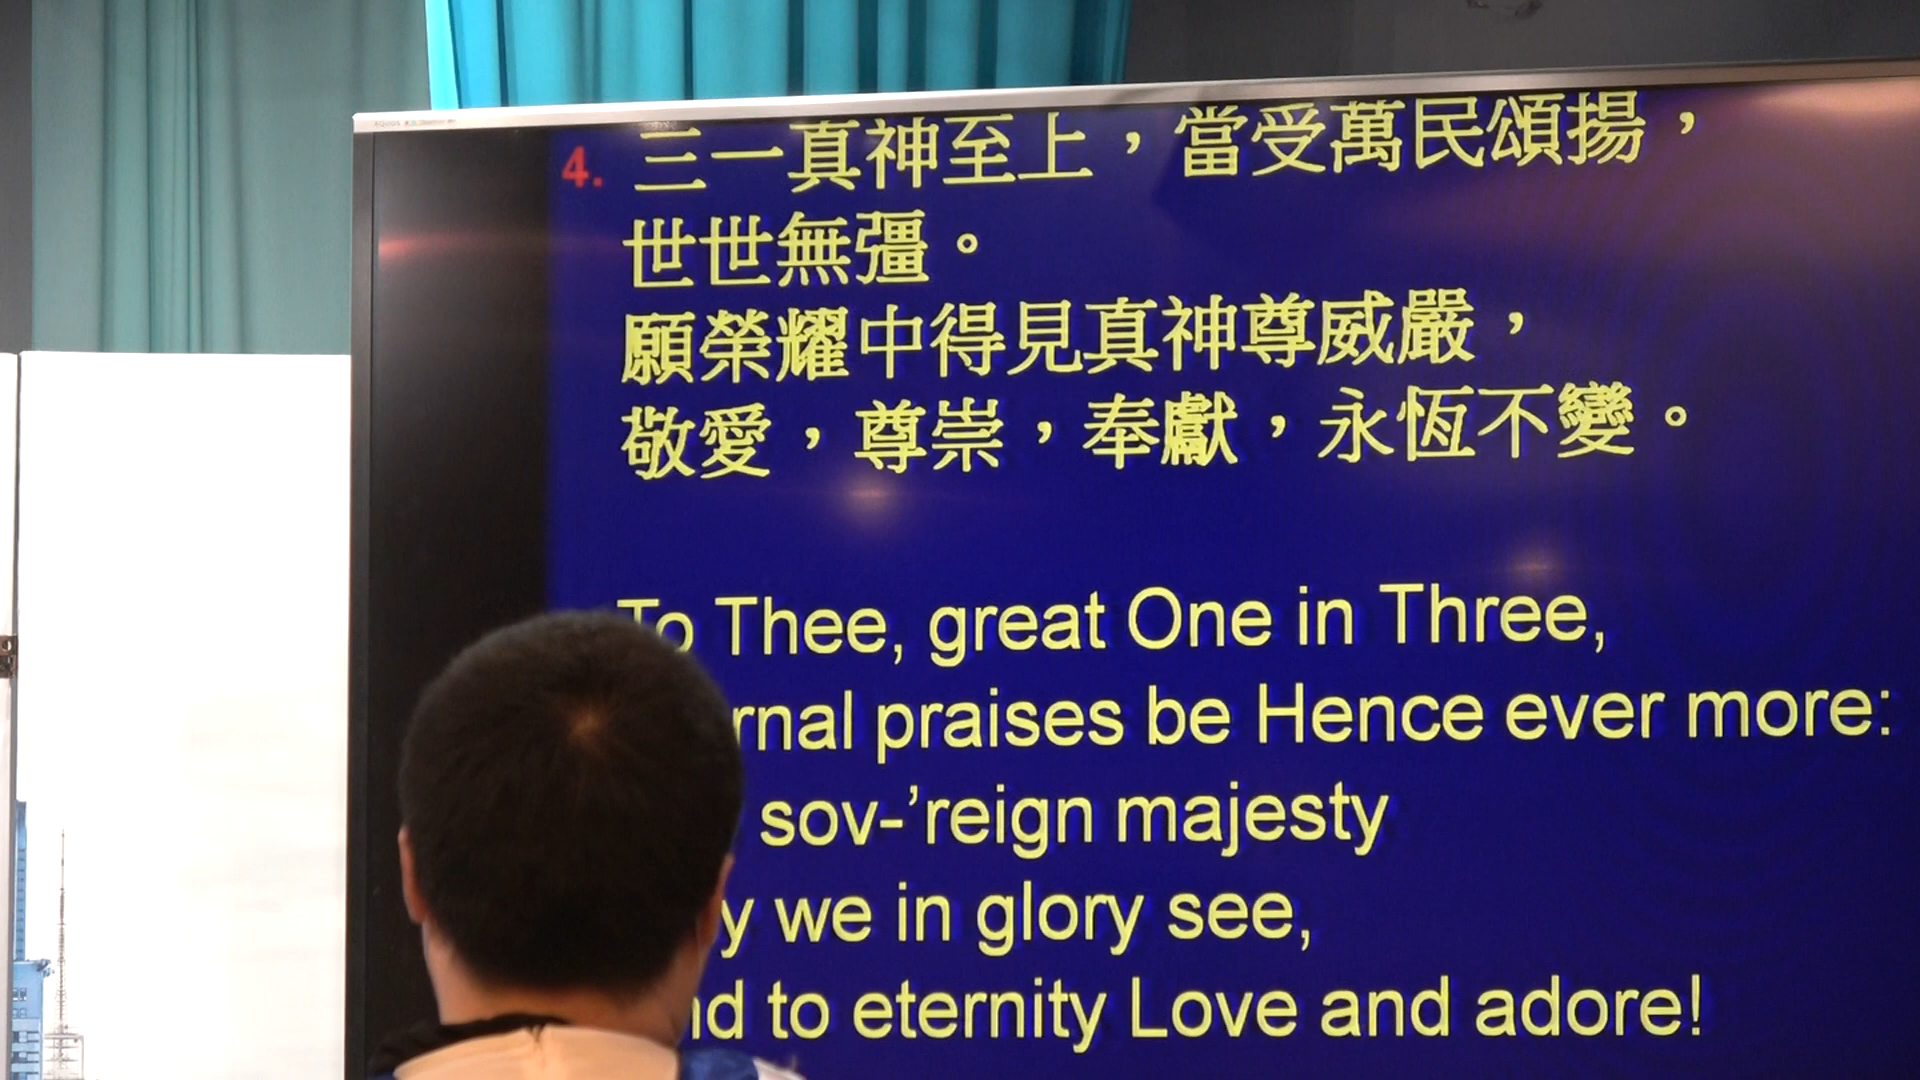 4. 三一真神至上，當受萬民頌揚，
世世無彊。
願榮耀中得見真神尊威嚴，
敬愛，尊崇，奉獻，永恆不變。
To Thee, great One in Three,
rnal praises be Hence ever more:
sov-’reign majesty
y we in glory see,
nd to eternity Love and adore!